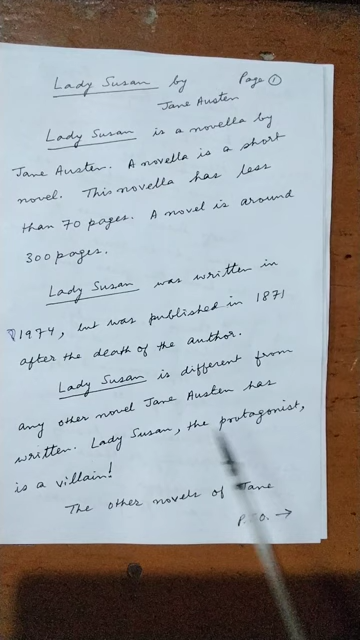 Lady Susan by Page 1
Jane Austen
Lady Susan is a novella by
Jane Austen. A novella is a short
novel. This novella has less
than 70 pages. A novel is around
300 pages.
Lady Susan was written in
1974, but was published in 1871
after the death of the author.
Lady Susan is different from
any other novel Jane Austen has
written. Lady Susan, the protagonist,
is a villain!
The other novels of Jane
P.T.O. →